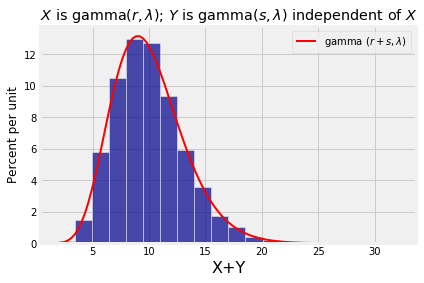 X is gamma(r, λ); Y is gamma(s, λ) independent of X
gamma (r + s, λ)
Percent per unit
12
10
8
6
4
2
0
5 10 15 20 25 30
X+Y